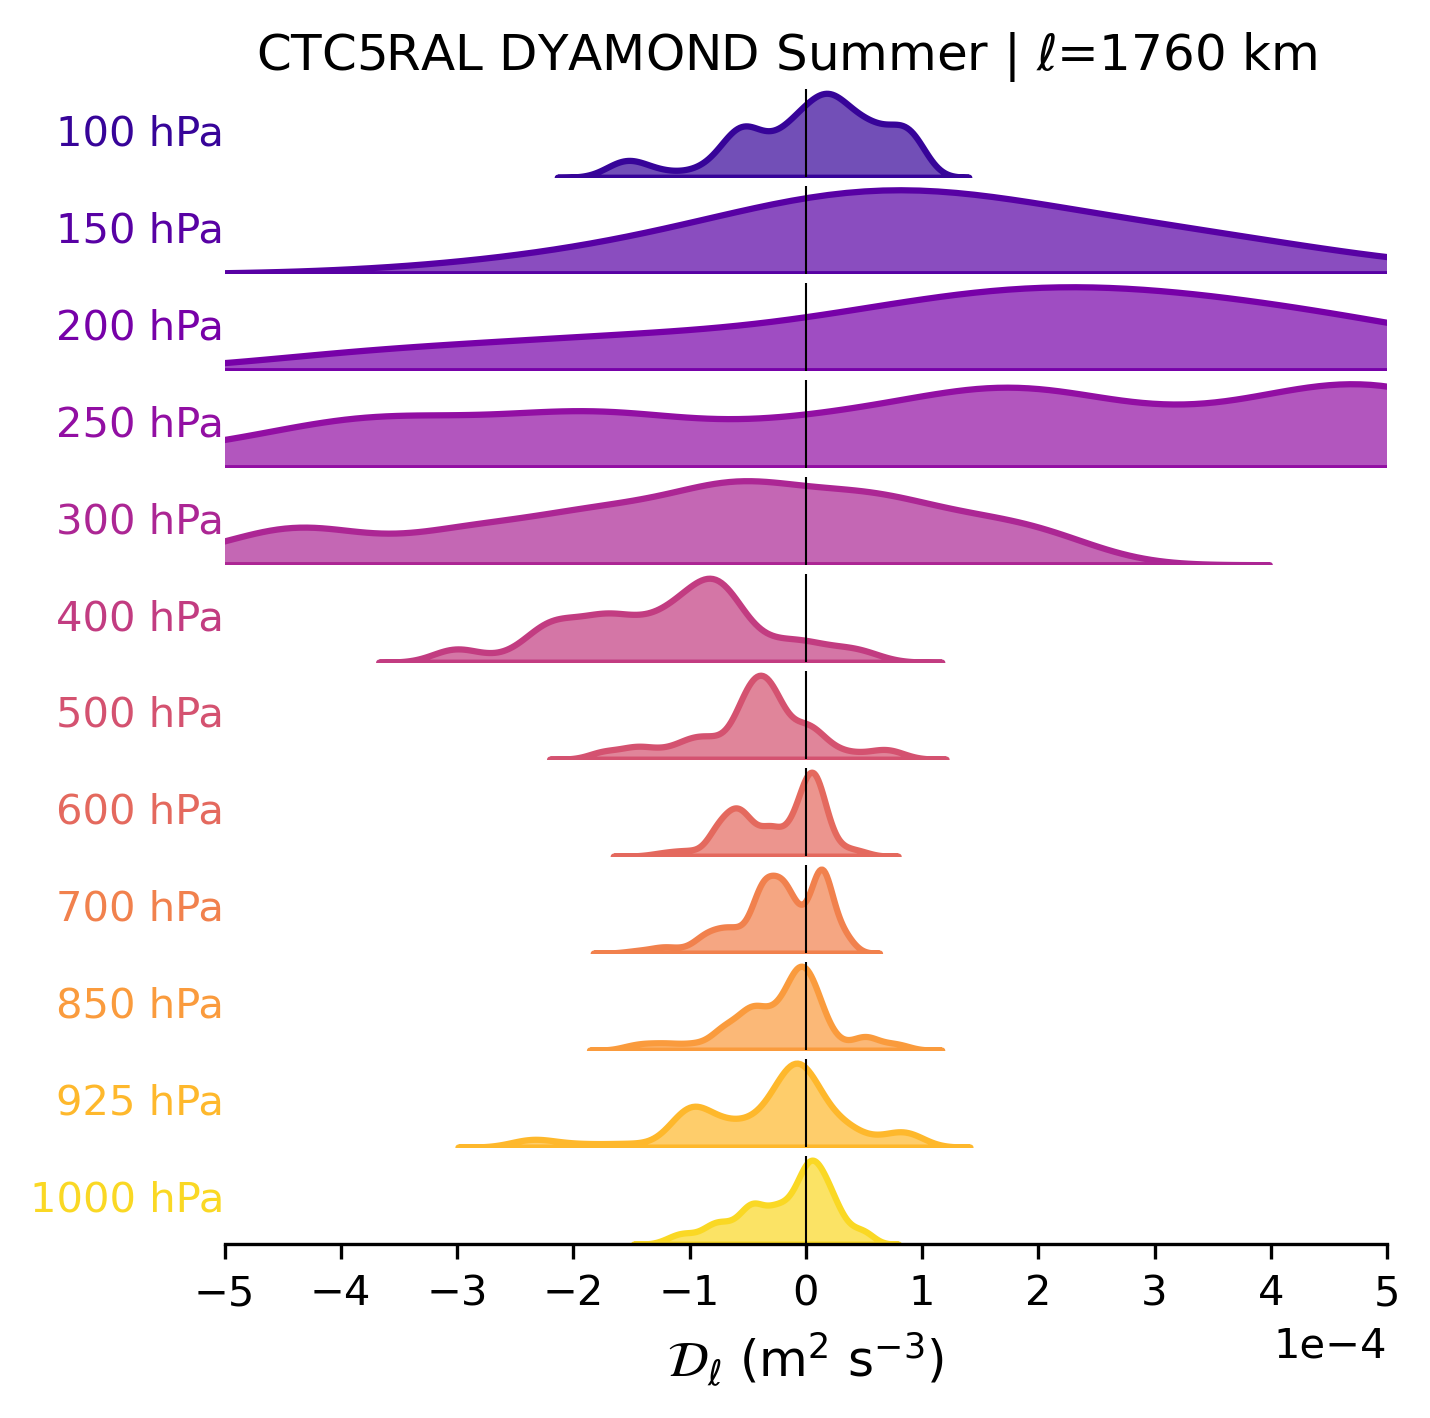 CTC5RAL DYAMOND Summer | ℓ=1760 km
100 hPa
150 hPa
200 hPa
250 hPa
300 hPa
400 hPa
500 hPa
600 hPa
700 hPa
850 hPa
925 hPa
1000 hPa
−5 −4 −3 −2 −1 0 1 2 3 4 5
1e−4
𝒟ℓ (m² s⁻³)